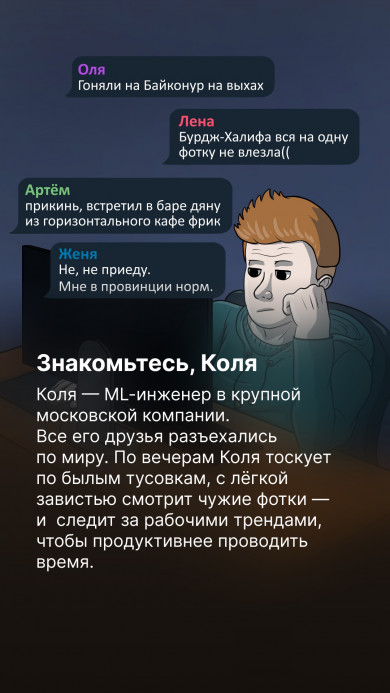 Оля
Гоняли на Байконур на выхах
Лена
Бурдж-Халифа вся на одну
фотку не влезла((
Артём
прикинь, встретил в баре дяну
из горизонтального кафе фрик
Женя
Не, не приеду.
Мне в провинции норм.
Знакомьтесь, Коля
Коля — ML-инженер в крупной
московской компании.
Все его друзья разъехались
по миру. По вечерам Коля тоскует
по былым тусовкам, с лёгкой
завистью смотрит чужие фотки —
и следит за рабочими трендами,
чтобы продуктивнее проводить
время.